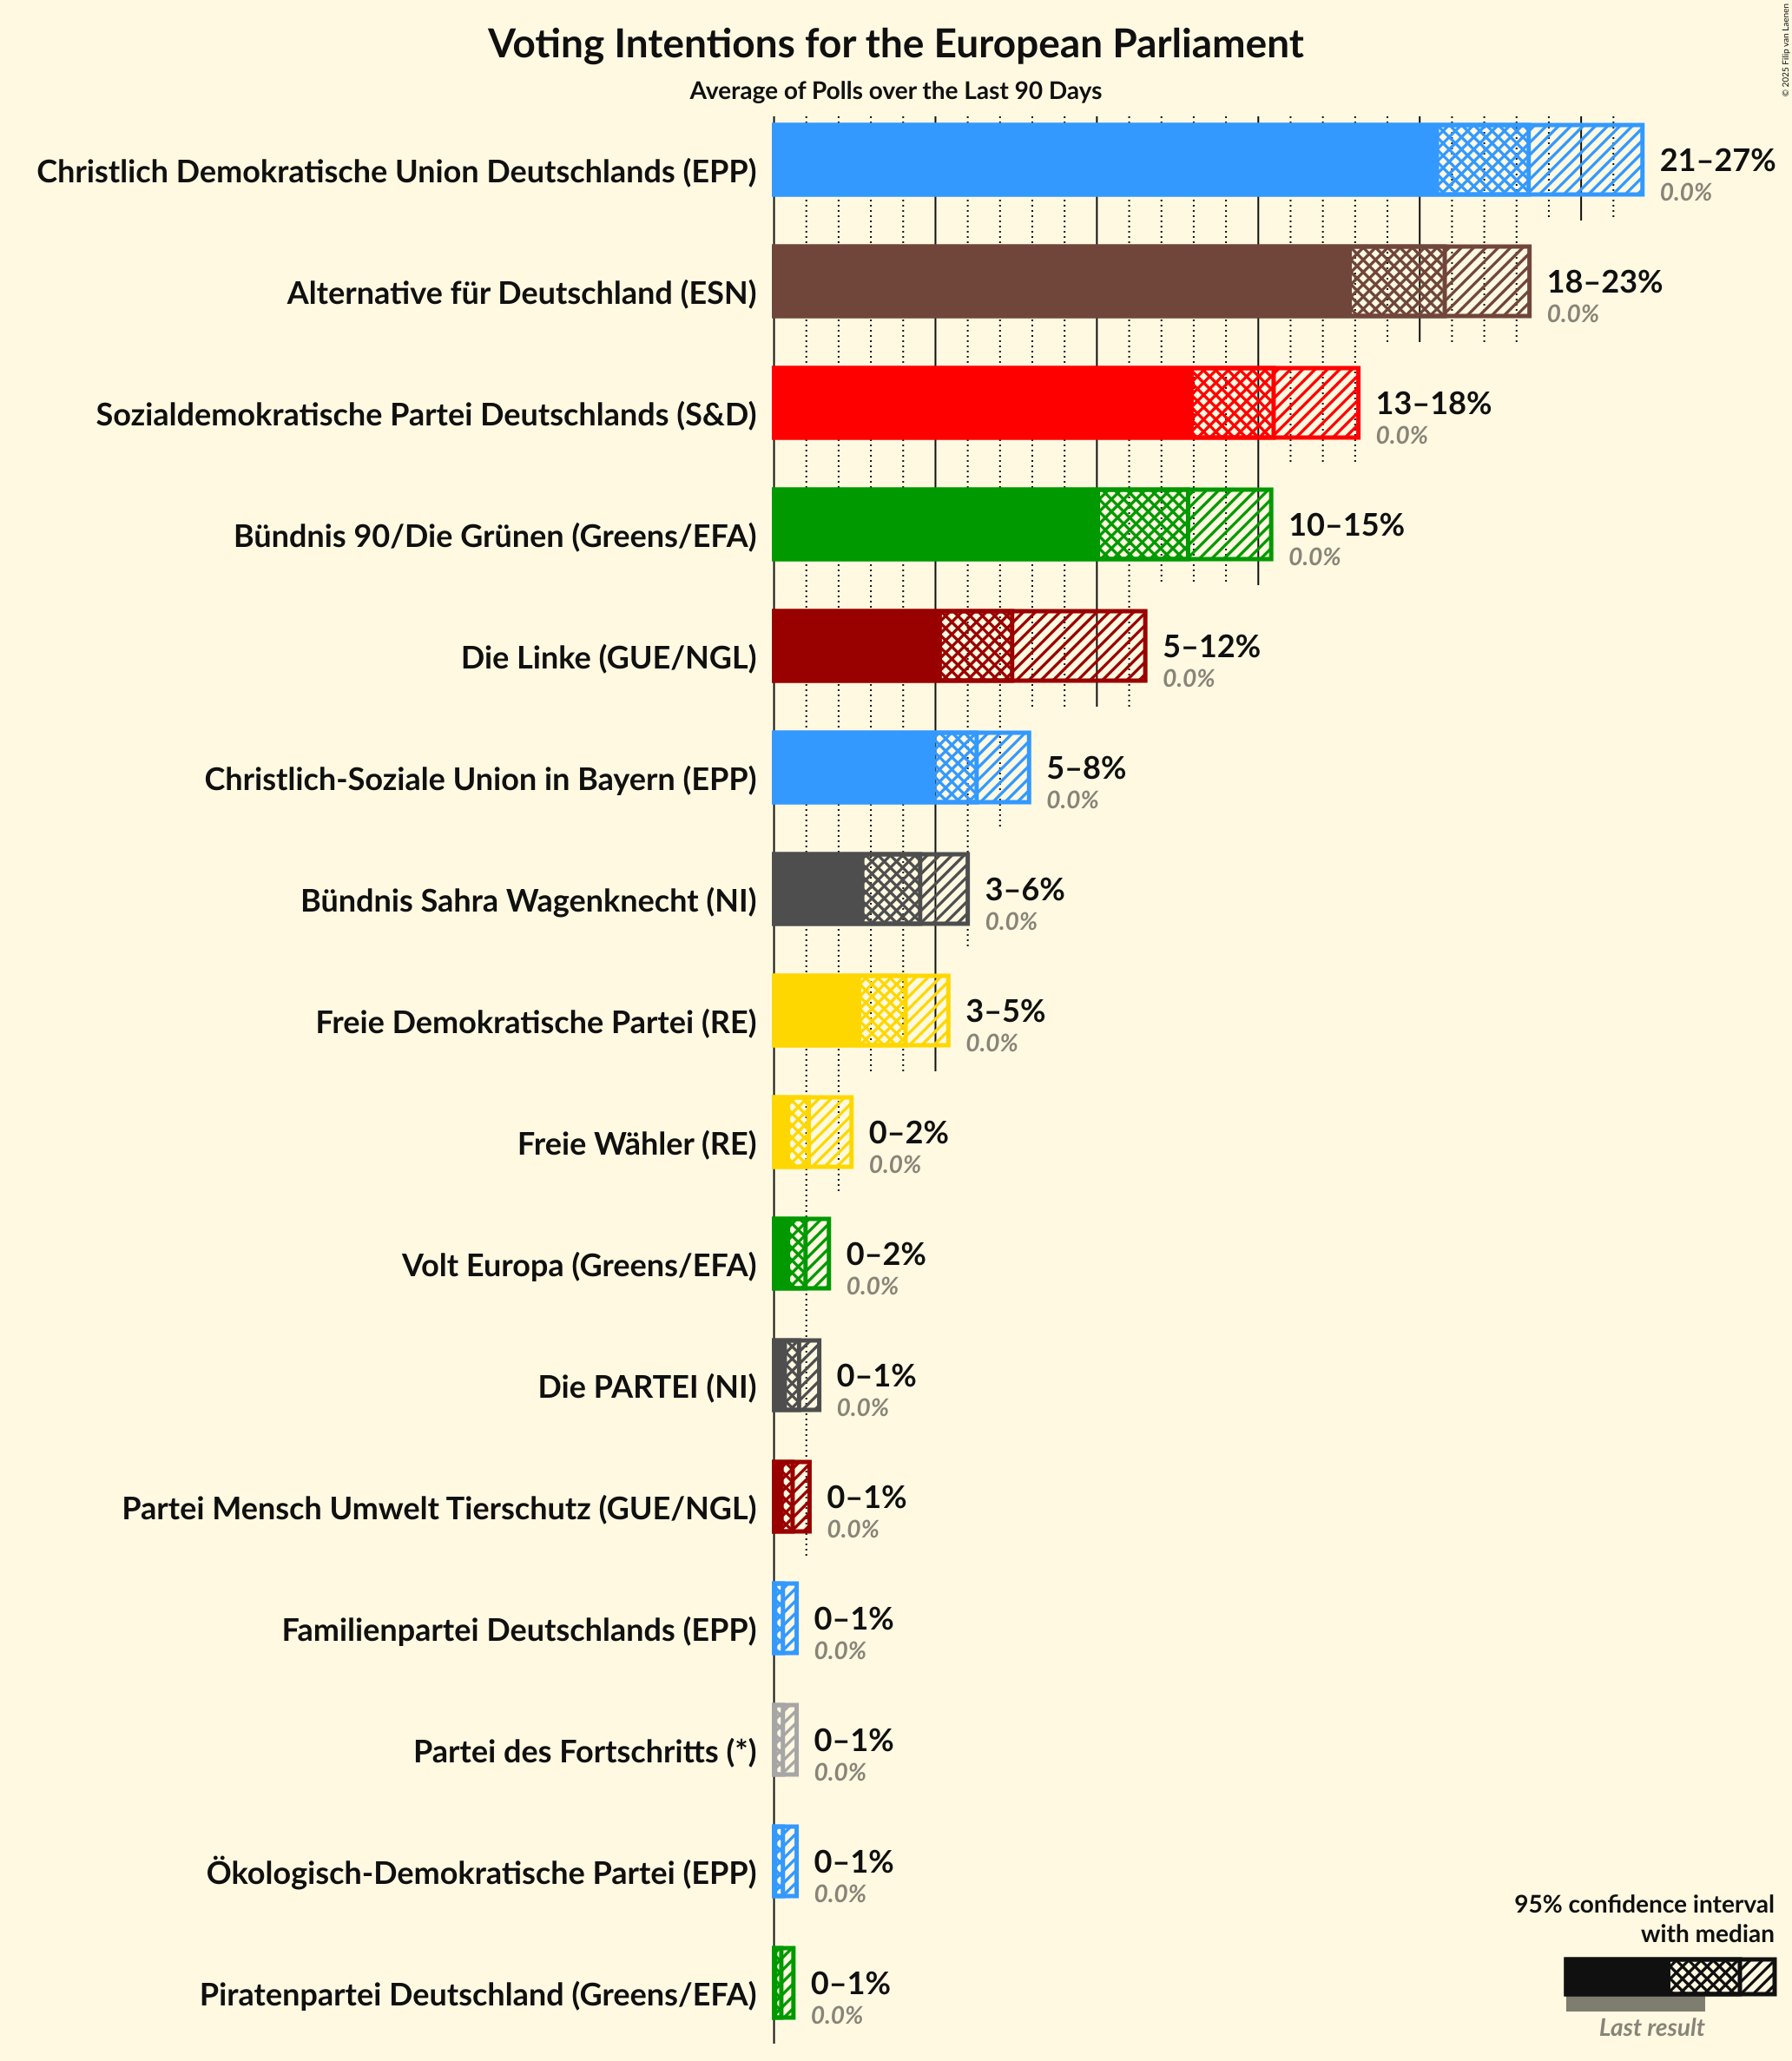 Voting Intentions for the European Parliament
Average of Polls over the Last 90 Days
© 2025 Filip van Laenen
Christlich Demokratische Union Deutschlands (EPP)
21–27%
0.0%
Alternative für Deutschland (ESN)
18–23%
0.0%
Sozialdemokratische Partei Deutschlands (S&D)
13–18%
0.0%
Bündnis 90/Die Grünen (Greens/EFA)
10–15%
0.0%
Die Linke (GUE/NGL)
5–12%
0.0%
Christlich-Soziale Union in Bayern (EPP)
5–8%
0.0%
Bündnis Sahra Wagenknecht (NI)
3–6%
0.0%
Freie Demokratische Partei (RE)
3–5%
0.0%
Freie Wähler (RE)
0–2%
0.0%
Volt Europa (Greens/EFA)
0–2%
0.0%
Die PARTEI (NI)
0–1%
0.0%
Partei Mensch Umwelt Tierschutz (GUE/NGL)
0–1%
0.0%
Familienpartei Deutschlands (EPP)
0–1%
0.0%
Partei des Fortschritts (*)
0–1%
0.0%
Ökologisch-Demokratische Partei (EPP)
0–1%
0.0%
Piratenpartei Deutschland (Greens/EFA)
0–1%
0.0%
95% confidence interval
with median
Last result